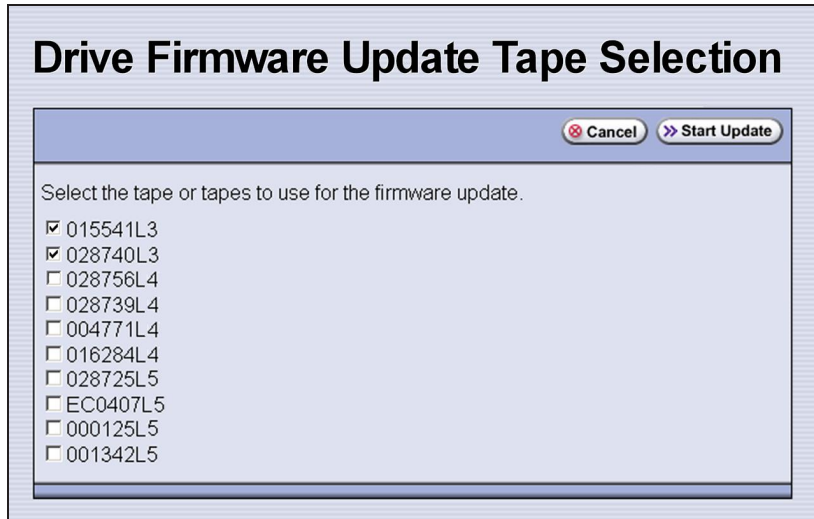 Drive Firmware Update Tape Selection
Cancel
Start Update
Select the tape or tapes to use for the firmware update.
015541L3
028740L3
028756L4
028739L4
004771L4
016284L4
028725L5
EC0407L5
000125L5
001342L5